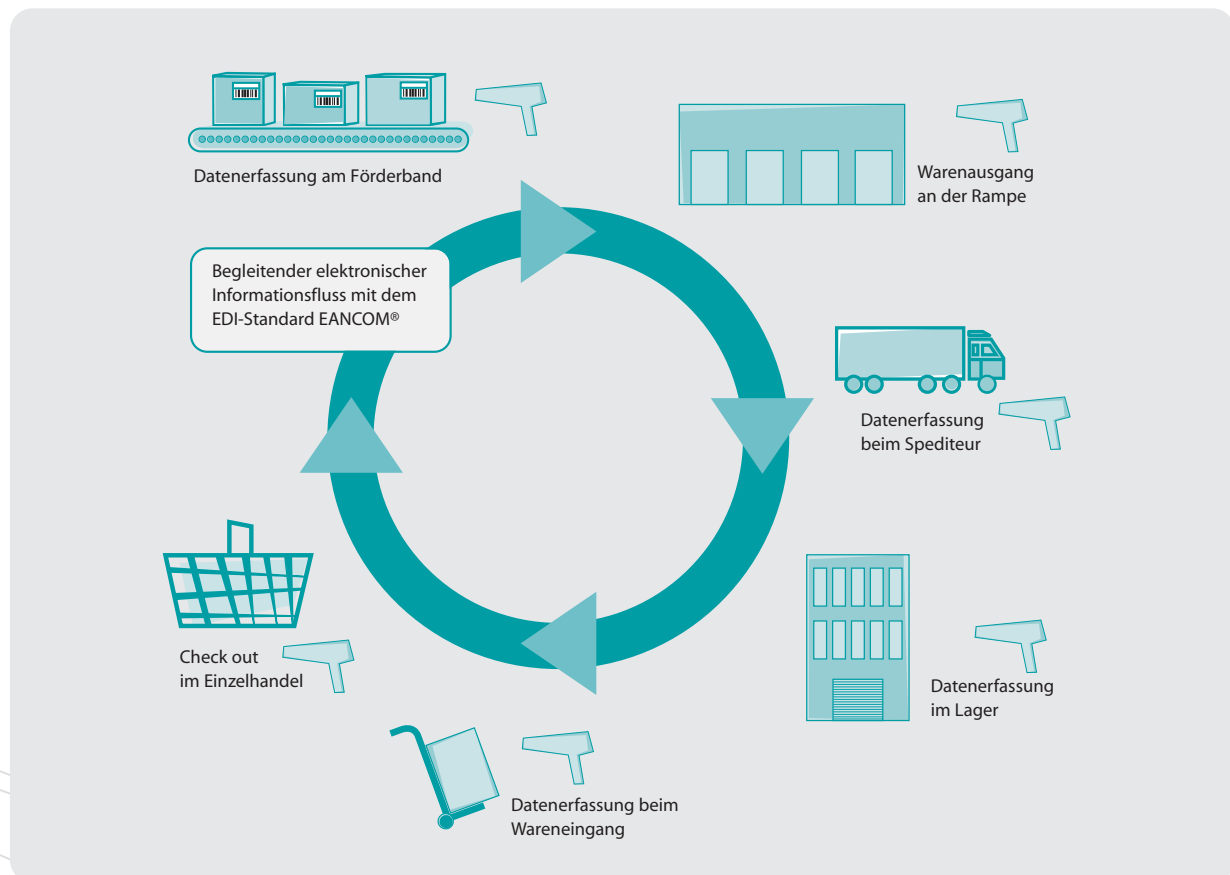 Datenerfassung am Förderband
Warenausgang
an der Rampe
Begleitender elektronischer
Informationsfluss mit dem
EDI-Standard EANCOM®
Datenerfassung
beim Spediteur
Datenerfassung
im Lager
Datenerfassung beim
Wareneingang
Check out
im Einzelhandel